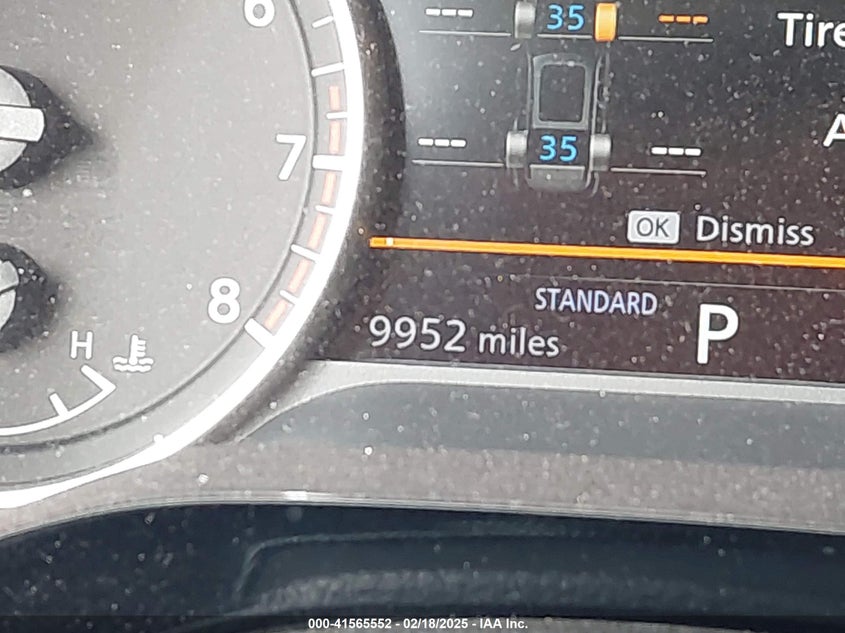 6
7
8
H
--- 35 ---
Tire
--- 35 ---
A
OK Dismiss
STANDARD
9952 miles
P
000-41565552 - 02/18/2025 - IAA Inc.